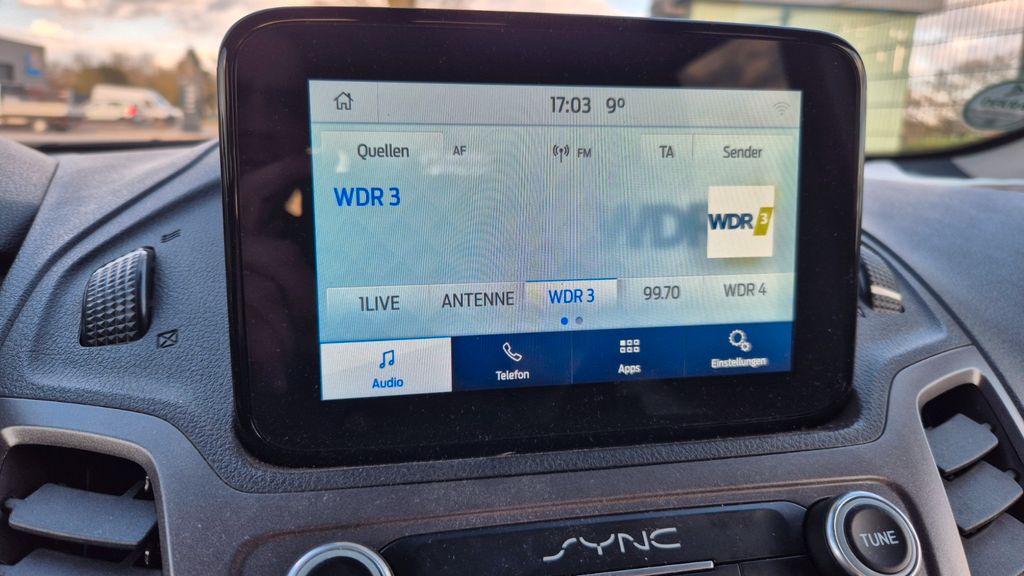 17:03 9°
Quellen AF FM TA Sender
WDR 3
WDR 3
1LIVE ANTENNE WDR 3 99.70 WDR 4
Audio Telefon Apps Einstellungen
SYNC
TUNE